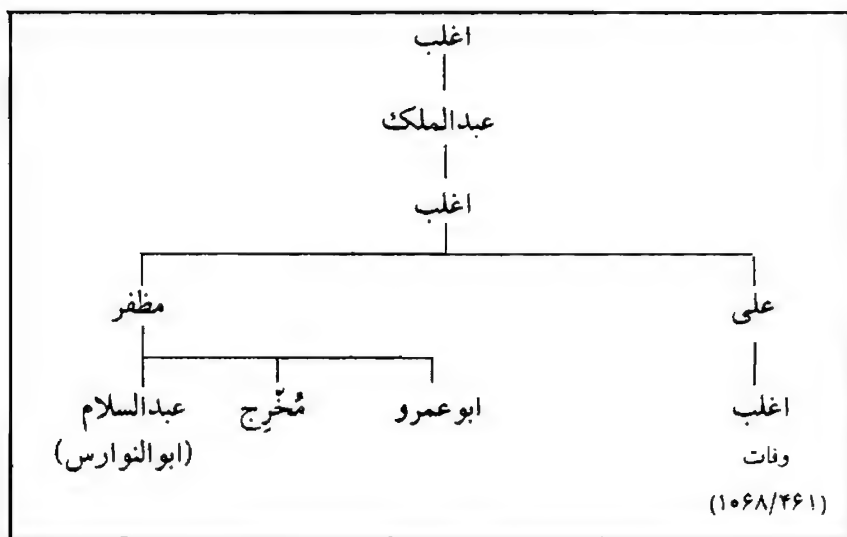 اغلب
عبدالملک
اغلب
علی
مظفر
اغلب
ابوعمرو
مُخّرِج
عبدالسلام
وفات
(ابوالنوارس)
(۱۰۶۸/۴۶۱)